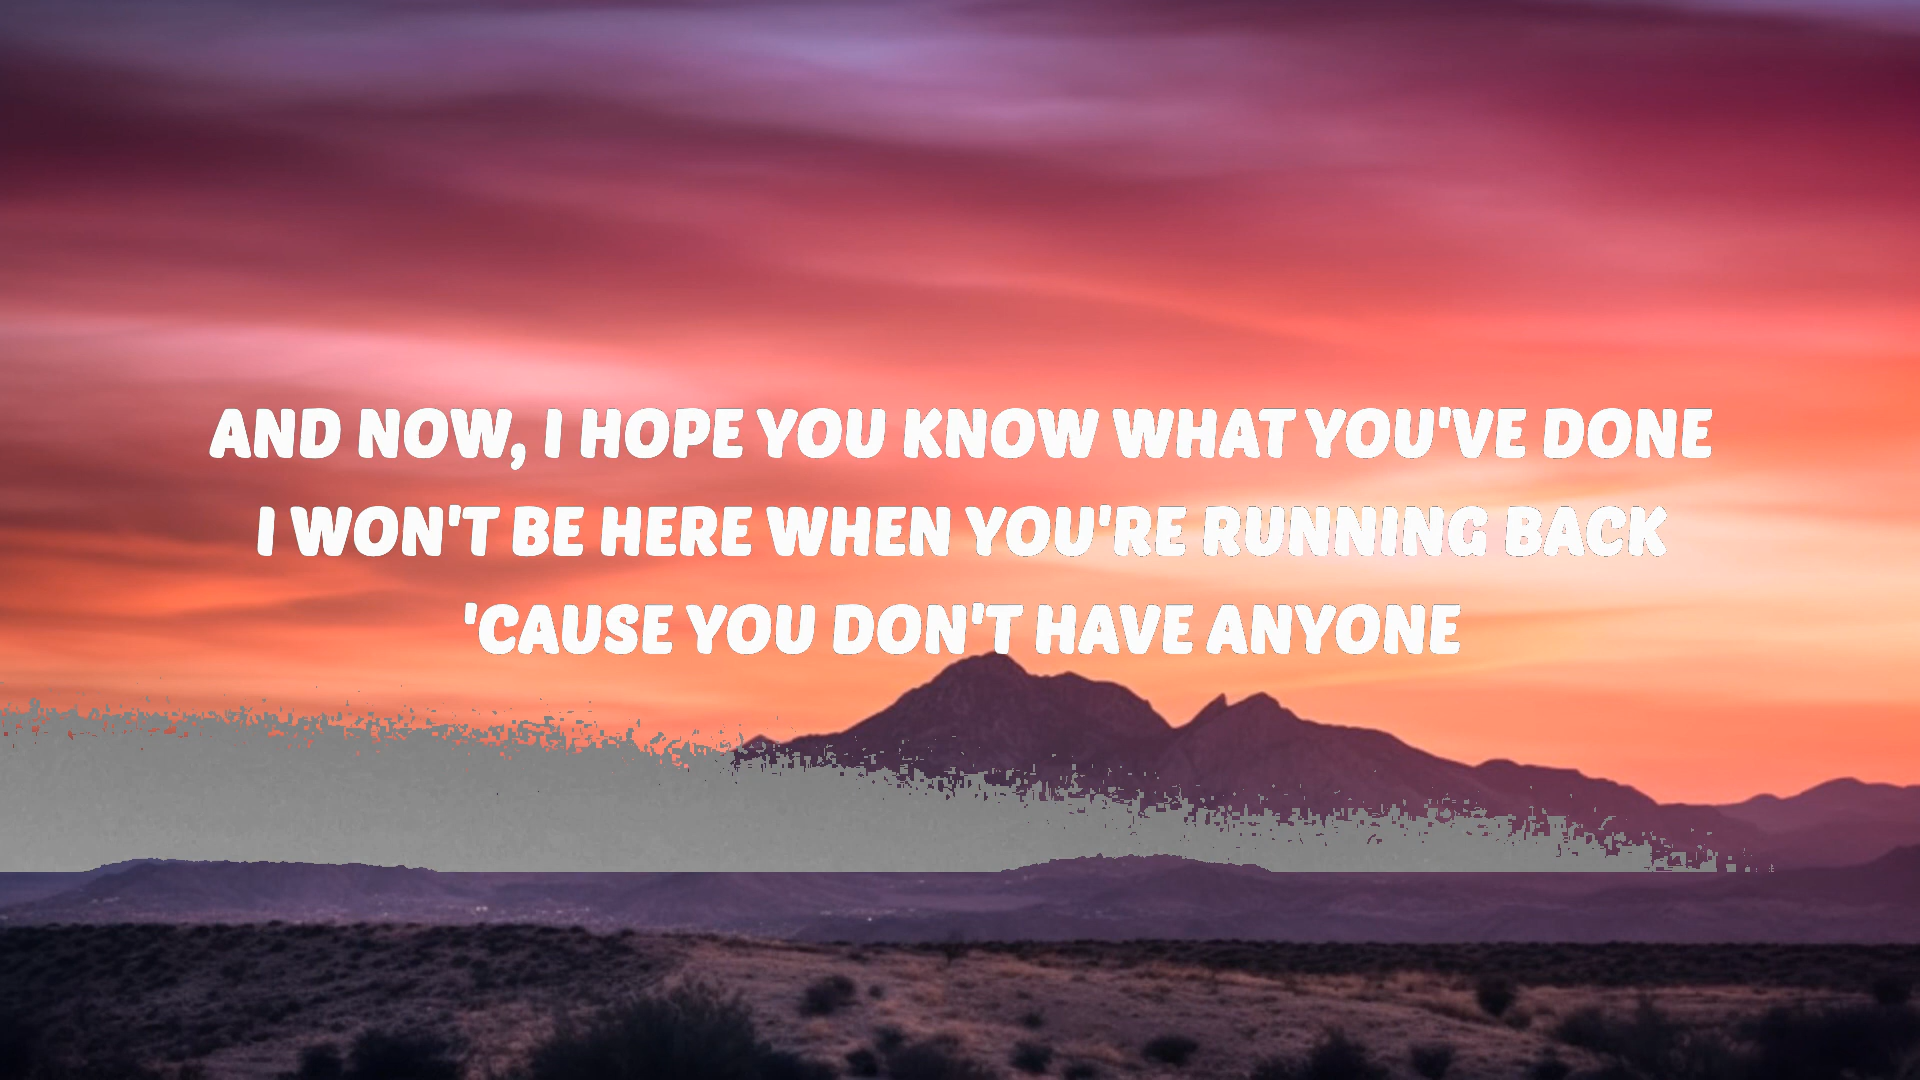 AND NOW, I HOPE YOU KNOW WHAT YOU'VE DONE
I WON'T BE HERE WHEN YOU'RE RUNNING BACK
'CAUSE YOU DON'T HAVE ANYONE